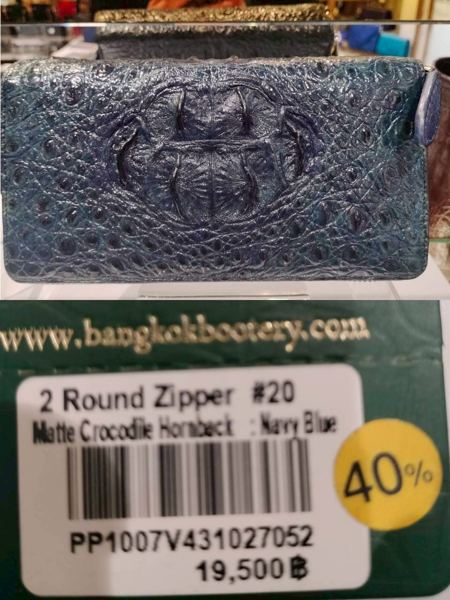 www.bangkokbootery.com
2 Round Zipper #20
Matte Crocodile Hornback : Navy Blue
40%
PP1007V431027052
19,500฿